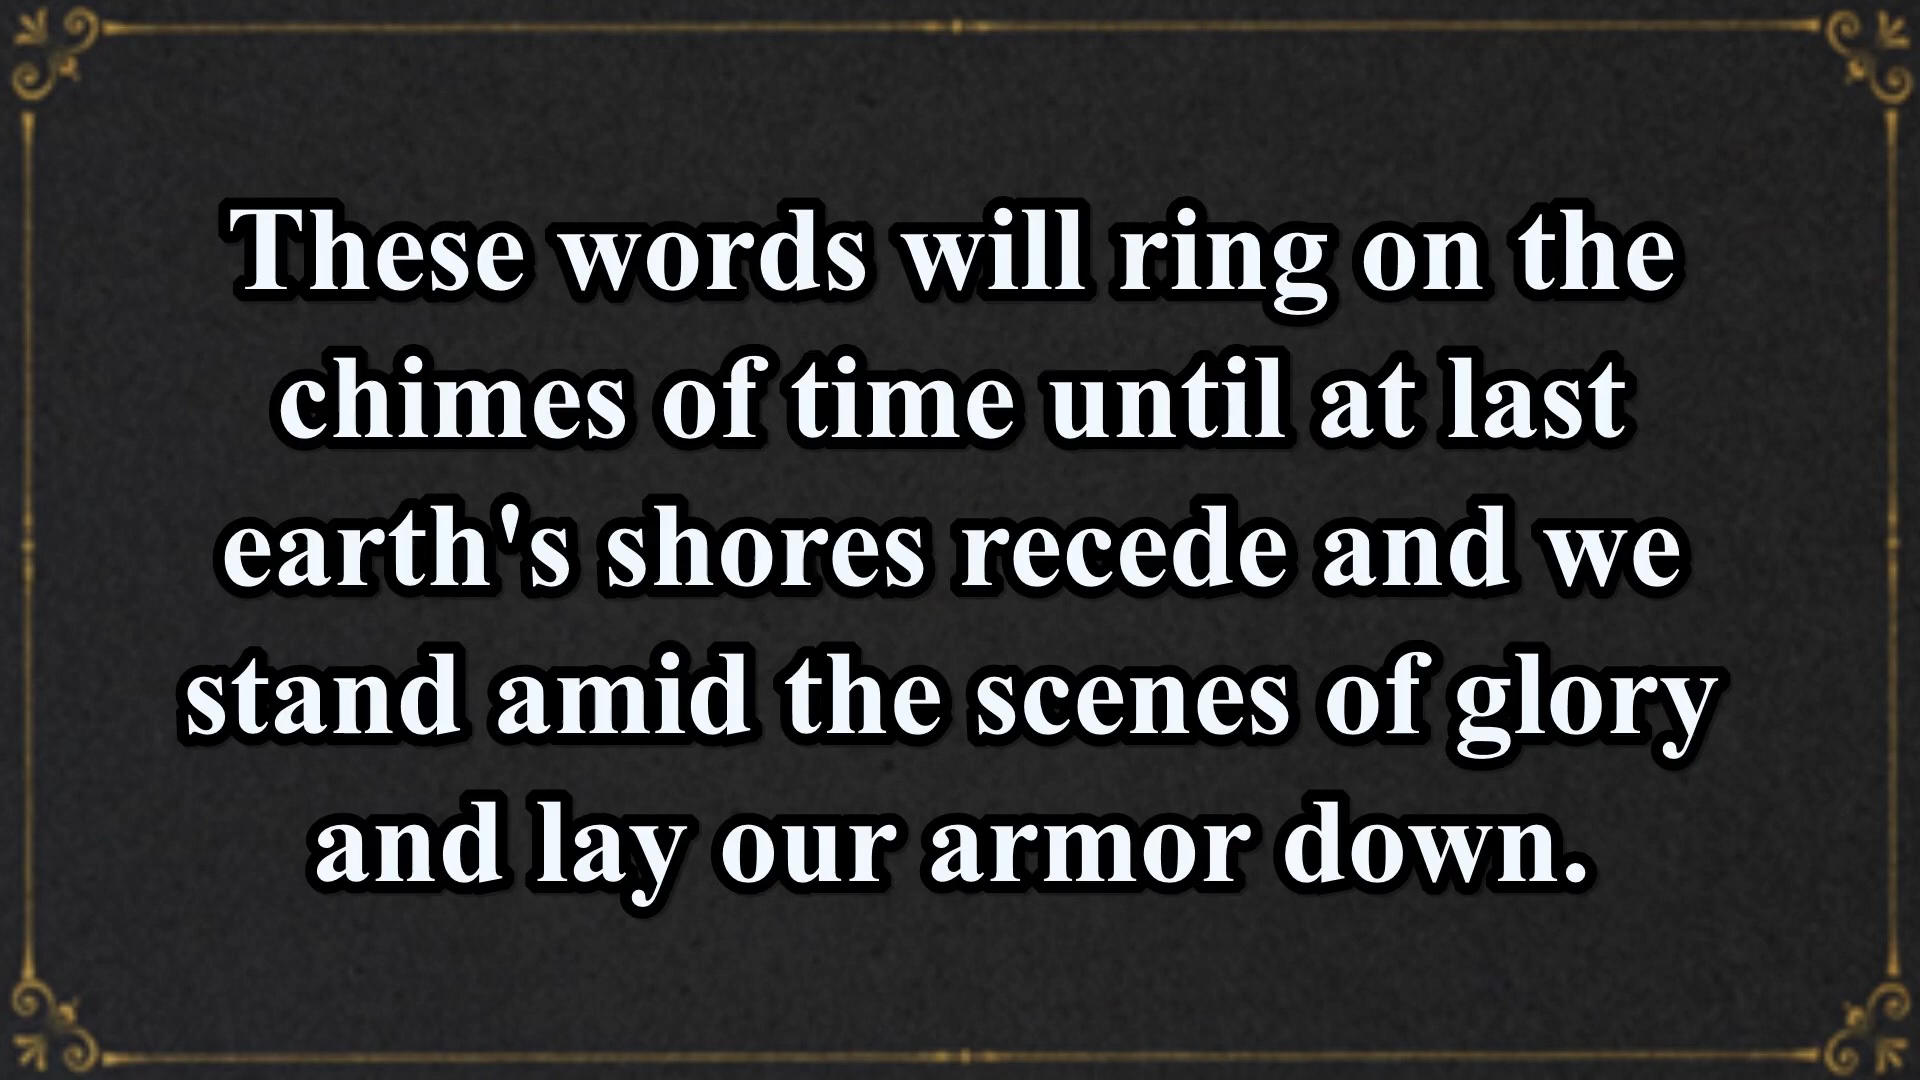 These words will ring on the
chimes of time until at last
earth's shores recede and we
stand amid the scenes of glory
and lay our armor down.